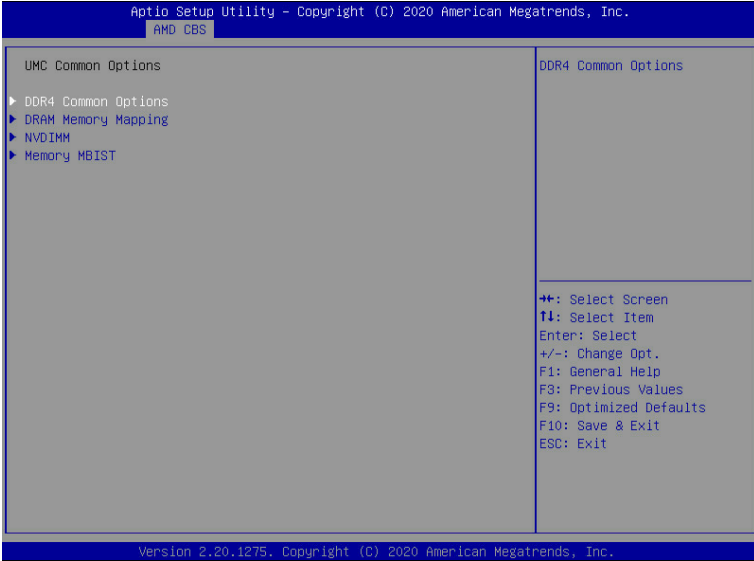 Aptio Setup Utility – Copyright (C) 2020 American Megatrends, Inc.
AMD CBS
UMC Common Options
DDR4 Common Options
DRAM Memory Mapping
NVDIMM
Memory MBIST
DDR4 Common Options
→←: Select Screen
↑↓: Select Item
Enter: Select
+/-: Change Opt.
F1: General Help
F3: Previous Values
F9: Optimized Defaults
F10: Save & Exit
ESC: Exit
Version 2.20.1275. Copyright (C) 2020 American Megatrends, Inc.